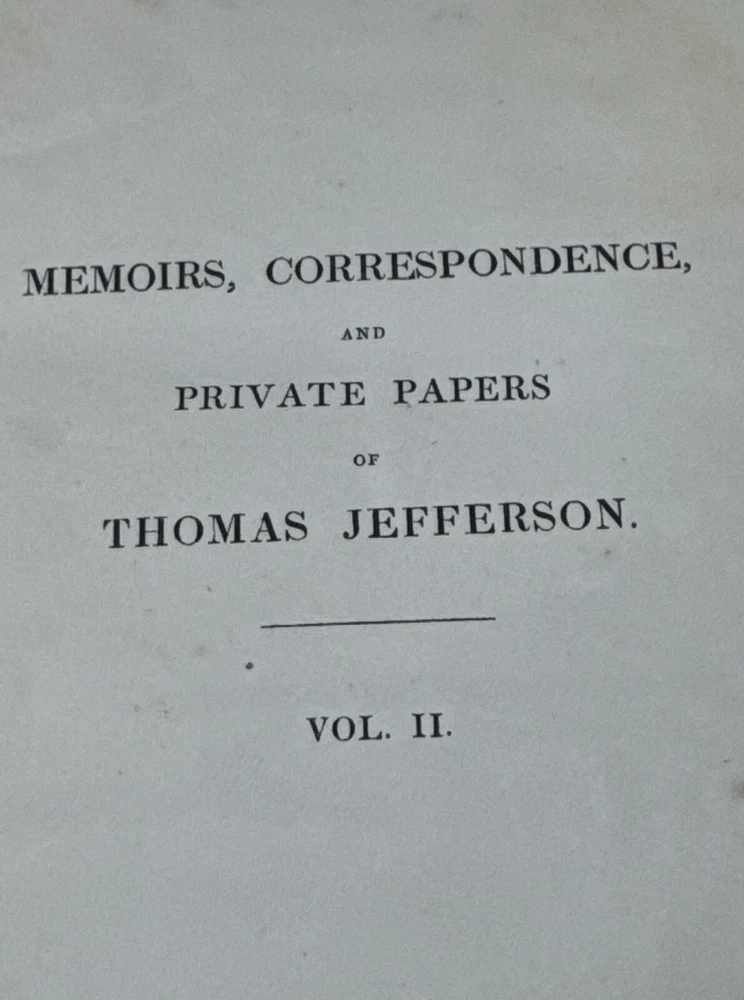 MEMOIRS, CORRESPONDENCE,
AND
PRIVATE PAPERS
OF
THOMAS JEFFERSON.
VOL. II.